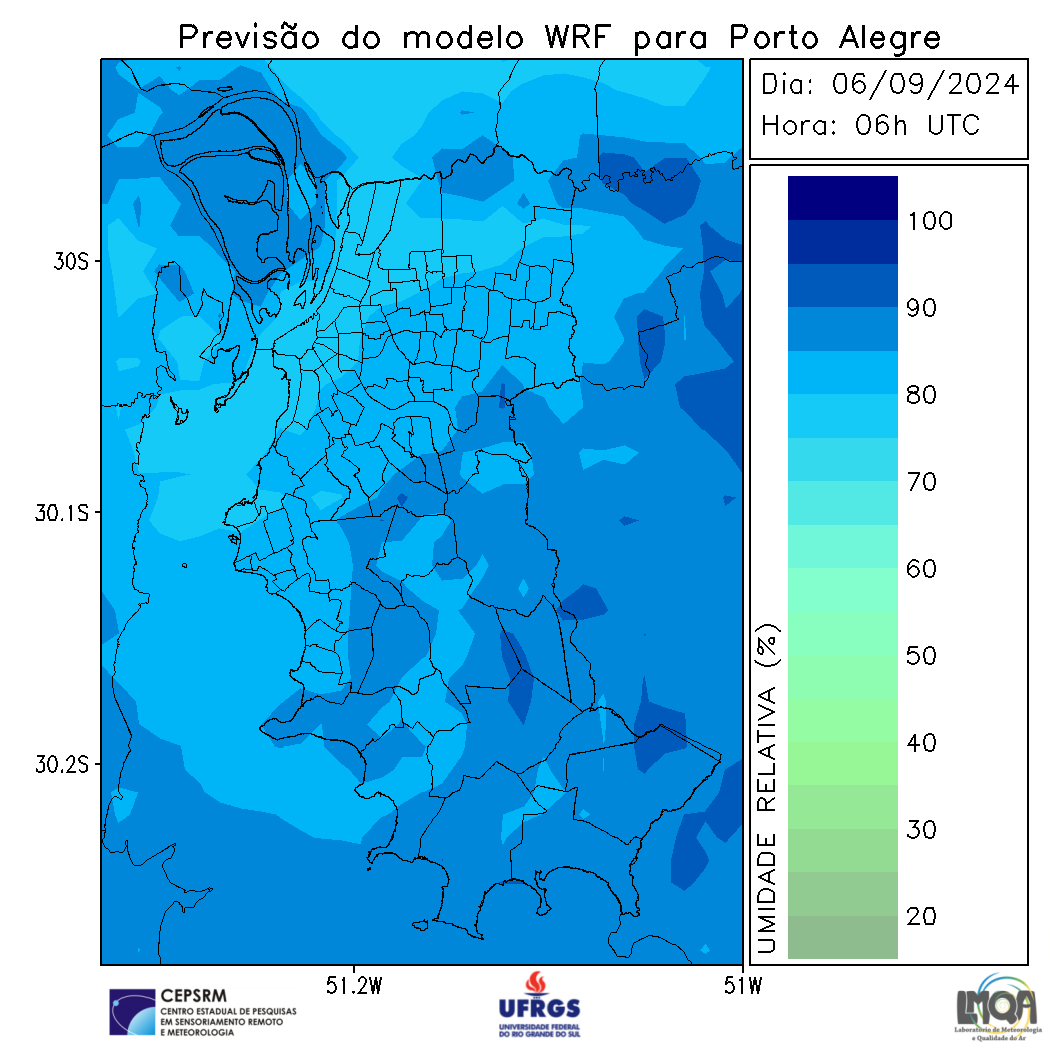 Previsão do modelo WRF para Porto Alegre
Dia: 06/09/2024
Hora: 06h UTC
30S
30.1S
30.2S
51.2W
51W
UMIDADE RELATIVA (%)
100
90
80
70
60
50
40
30
20
CEPSRM
CENTRO ESTADUAL DE PESQUISAS
EM SENSORIAMENTO REMOTO
E METEOROLOGIA
UFRGS
UNIVERSIDADE FEDERAL
DO RIO GRANDE DO SUL
LMQA
Laboratório de Meteorologia
e Qualidade do Ar